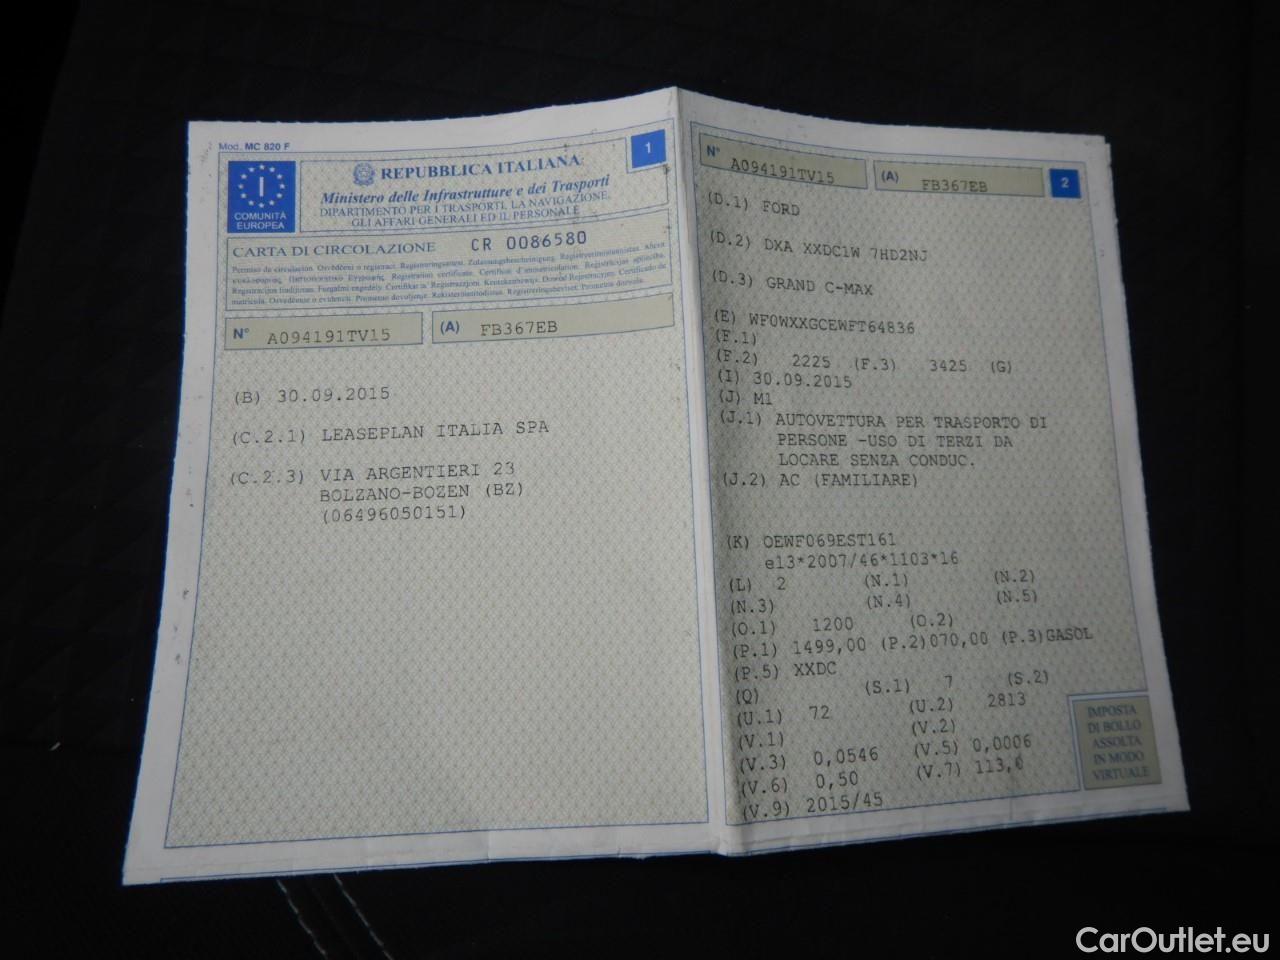 Mod. MC 820 F
1
I
COMUNITÀ
EUROPEA
REPUBBLICA ITALIANA
Ministero delle Infrastrutture e dei Trasporti
DIPARTIMENTO PER I TRASPORTI, LA NAVIGAZIONE,
GLI AFFARI GENERALI ED IL PERSONALE
CARTA DI CIRCOLAZIONE CR 0086580
N° A094191TV15 (A) FB367EB
(B) 30.09.2015
(C.2.1) LEASEPLAN ITALIA SPA
(C.2.3) VIA ARGENTIERI 23
BOLZANO-BOZEN (BZ)
(06496050151)
N° A094191TV15 (A) FB367EB 2
(D.1) FORD
(D.2) DXA XXDC1W 7HD2NJ
(D.3) GRAND C-MAX
(E) WF0WXXGCEWFT64836
(F.1)
(F.2) 2225 (F.3) 3425 (G)
(I) 30.09.2015
(J) M1
(J.1) AUTOVETTURA PER TRASPORTO DI
PERSONE -USO DI TERZI DA
LOCARE SENZA CONDUC.
(J.2) AC (FAMILIARE)
(K) OEWF069EST161
e13*2007/46*1103*16
(L) 2 (N.1) (N.2)
(N.3) (N.4) (N.5)
(O.1) 1200 (O.2)
(P.1) 1499,00 (P.2)070,00 (P.3)GASOL
(P.5) XXDC
(Q) (S.1) 7 (S.2)
(U.1) 72 (U.2) 2813
(V.1) (V.2)
(V.3) 0,0546 (V.5) 0,0006
(V.6) 0,50 (V.7) 113,0
(V.9) 2015/45
IMPOSTA
DI BOLLO
ASSOLTA
IN MODO
VIRTUALE
CarOutlet.eu